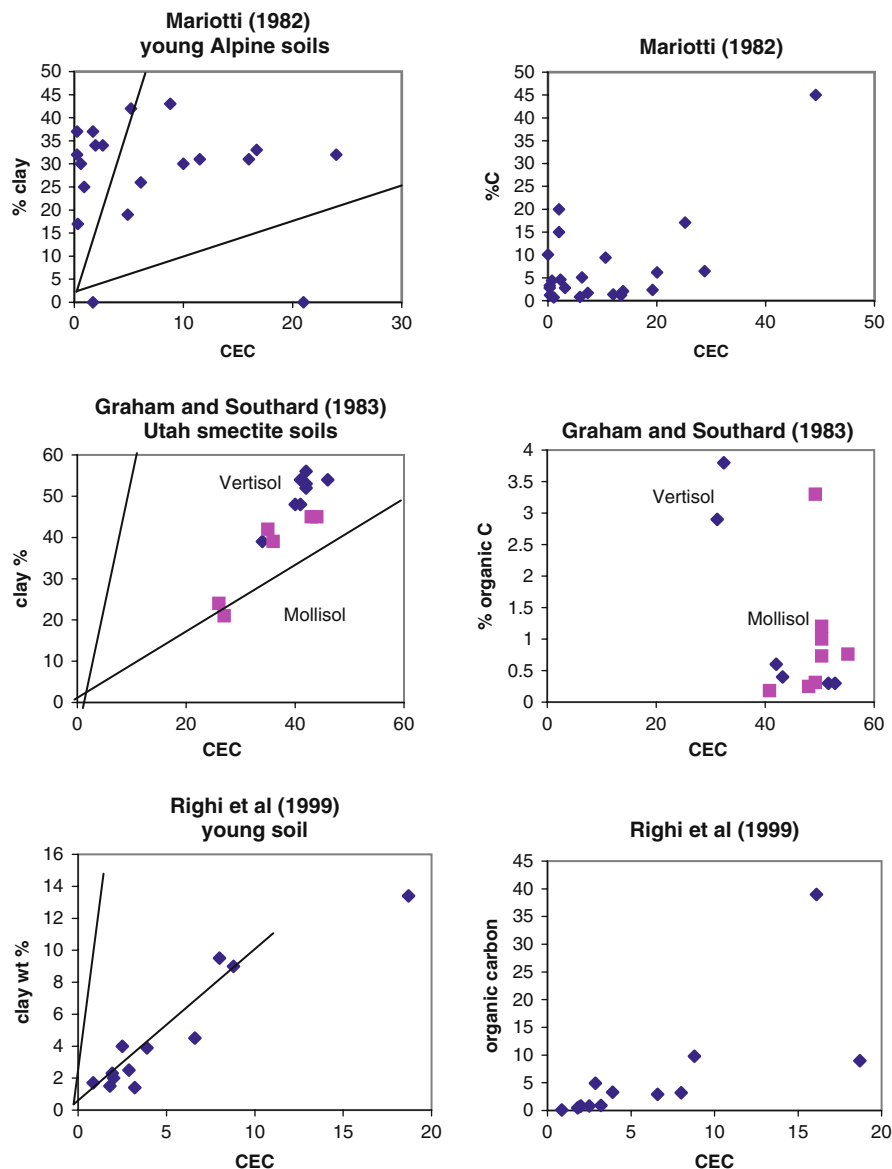 Mariotti (1982)
young Alpine soils
50
45
40
35
30
25
20
15
10
5
0
% clay
0 10 20 30
CEC
Mariotti (1982)
50
45
40
35
30
25
20
15
10
5
0
%C
0 20 40 50
CEC
Graham and Southard (1983)
Utah smectite soils
60
50
40
30
20
10
0
clay %
Vertisol
Mollisol
0 20 40 60
CEC
Graham and Southard (1983)
4
3.5
3
2.5
2
1.5
1
0.5
0
% organic C
Vertisol
Mollisol
0 20 40 60
CEC
Righi et al (1999)
young soil
16
14
12
10
8
6
4
2
0
clay wt %
0 5 10 15 20
CEC
Righi et al (1999)
45
40
35
30
25
20
15
10
5
0
organic carbon
0 5 10 15 20
CEC